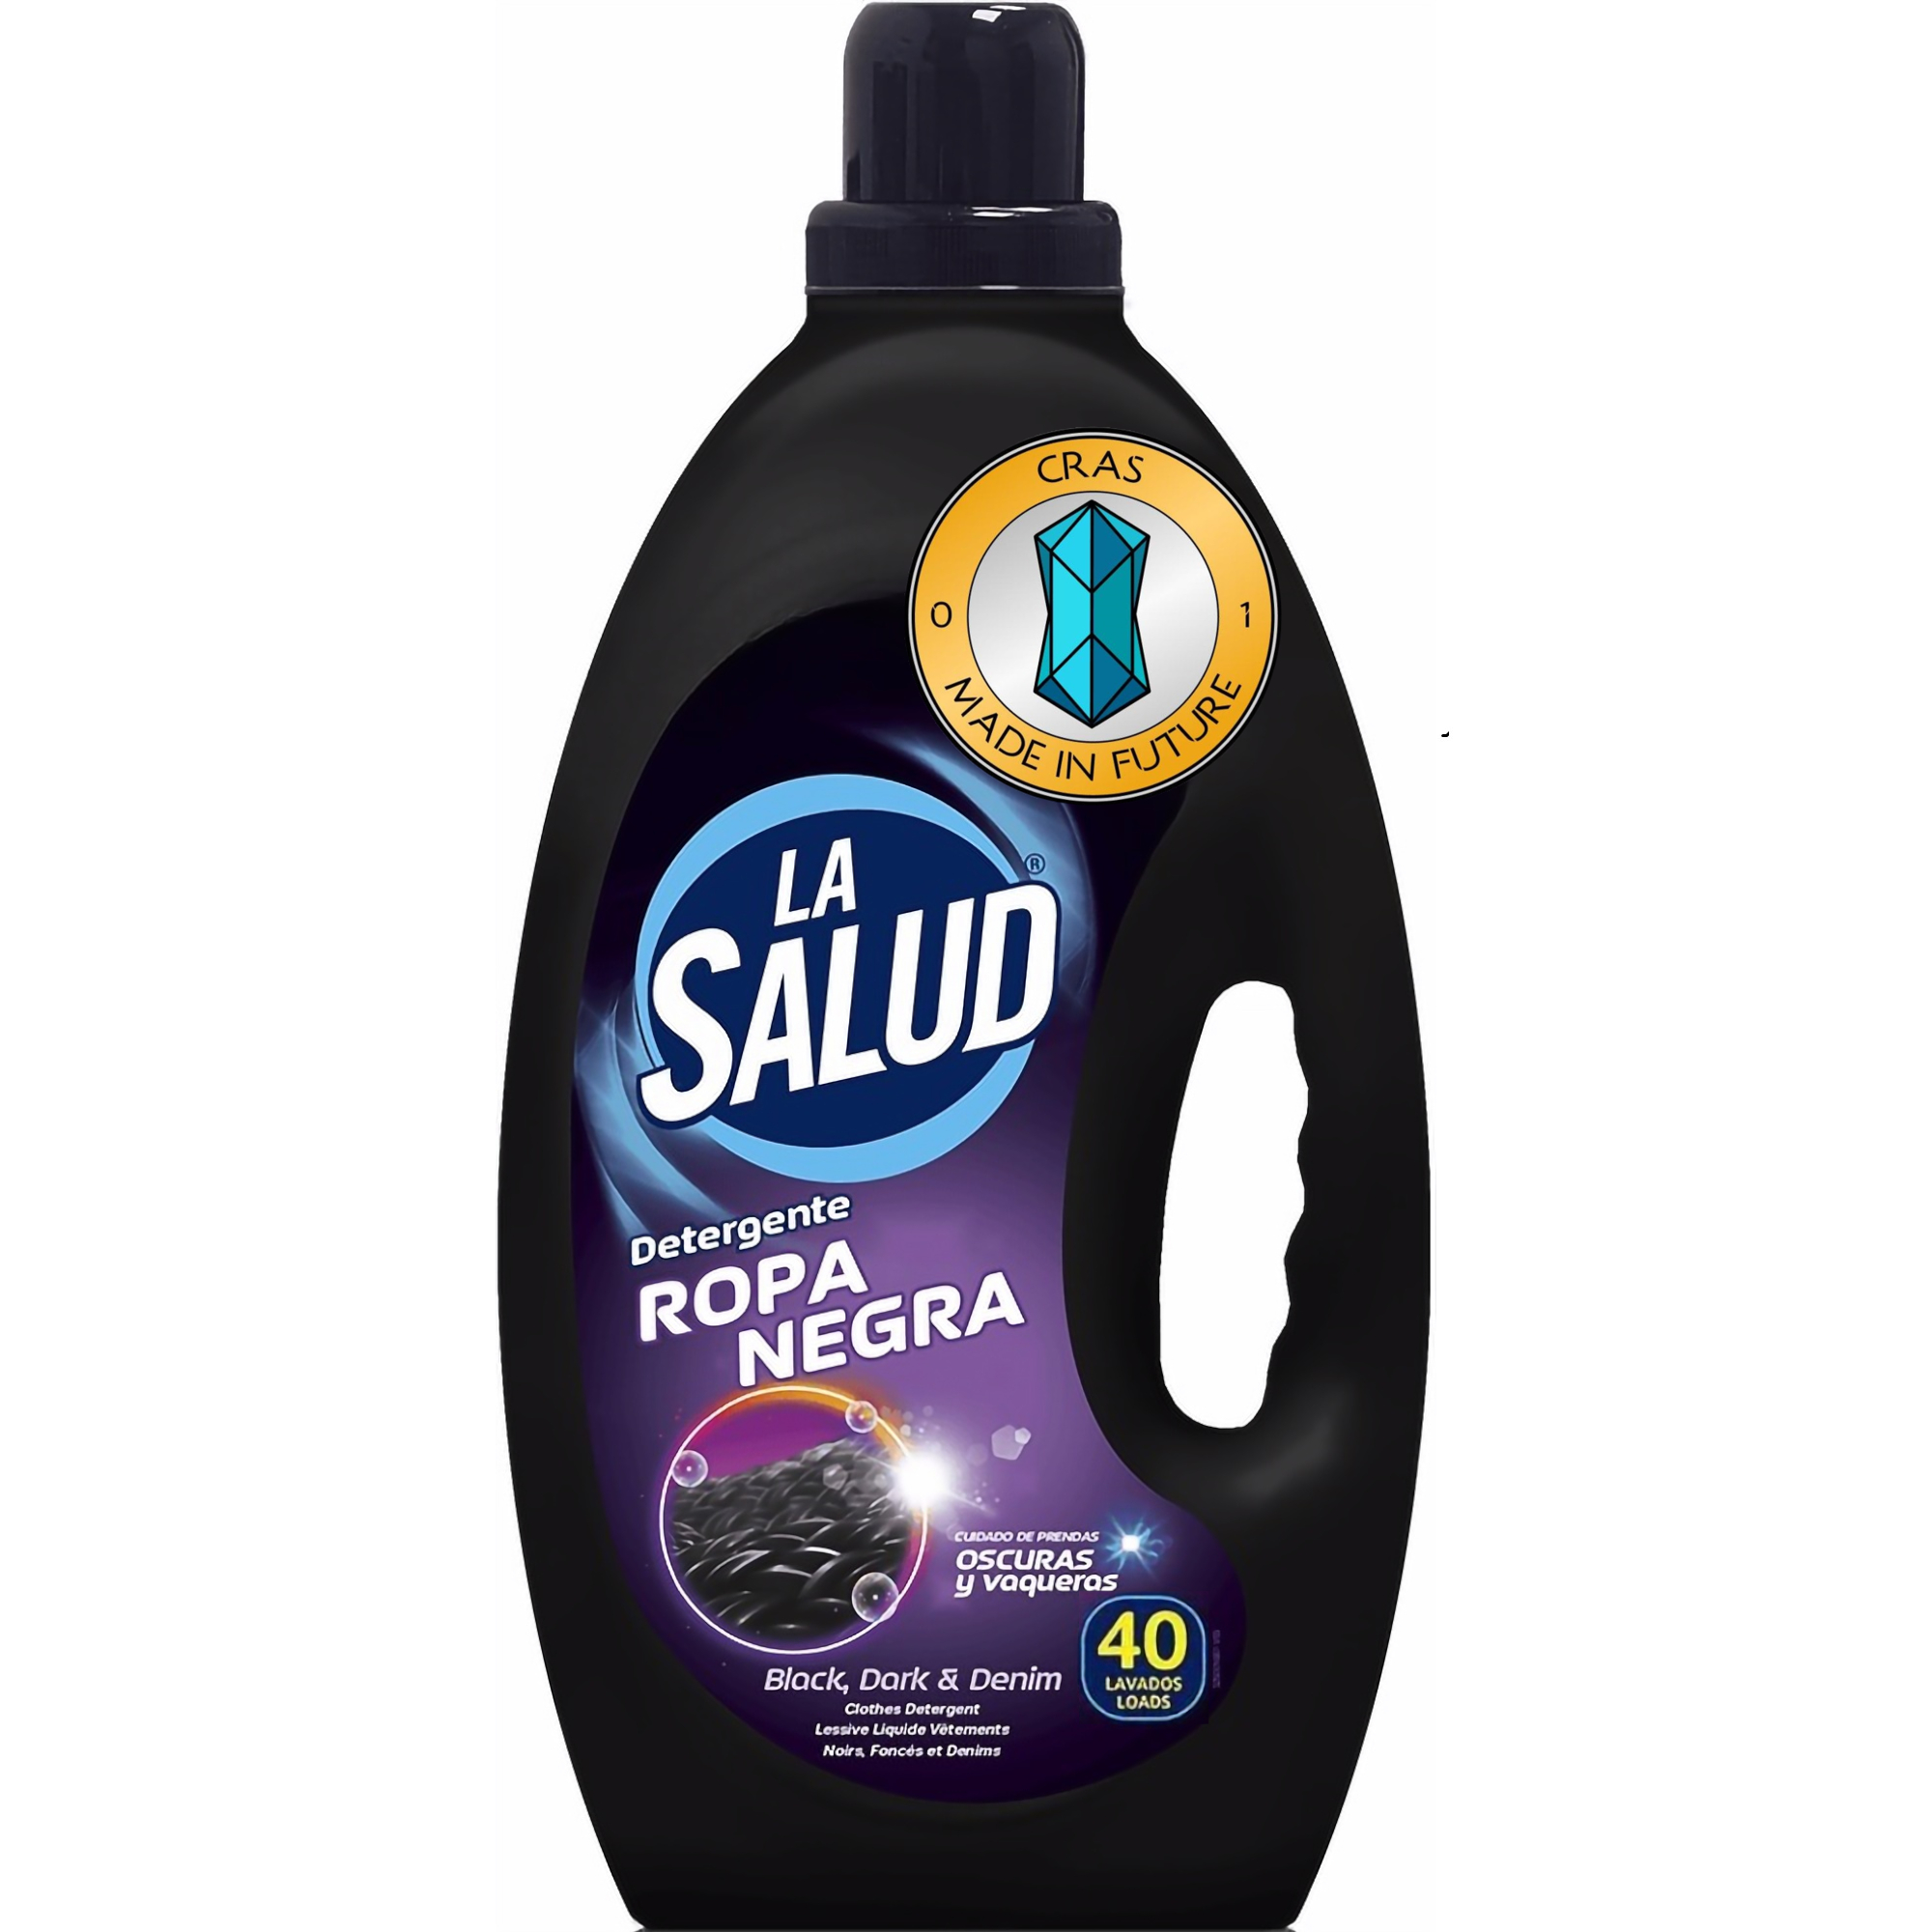 CRAS
0 1
MADE IN FUTURE
LA
SALUD
®
Detergente
ROPA
NEGRA
CUIDADO DE PRENDAS
OSCURAS
y vaqueras
40
LAVADOS
LOADS
Black, Dark & Denim
Clothes Detergent
Lessive Liquide Vêtements
Noirs, Foncés et Denims